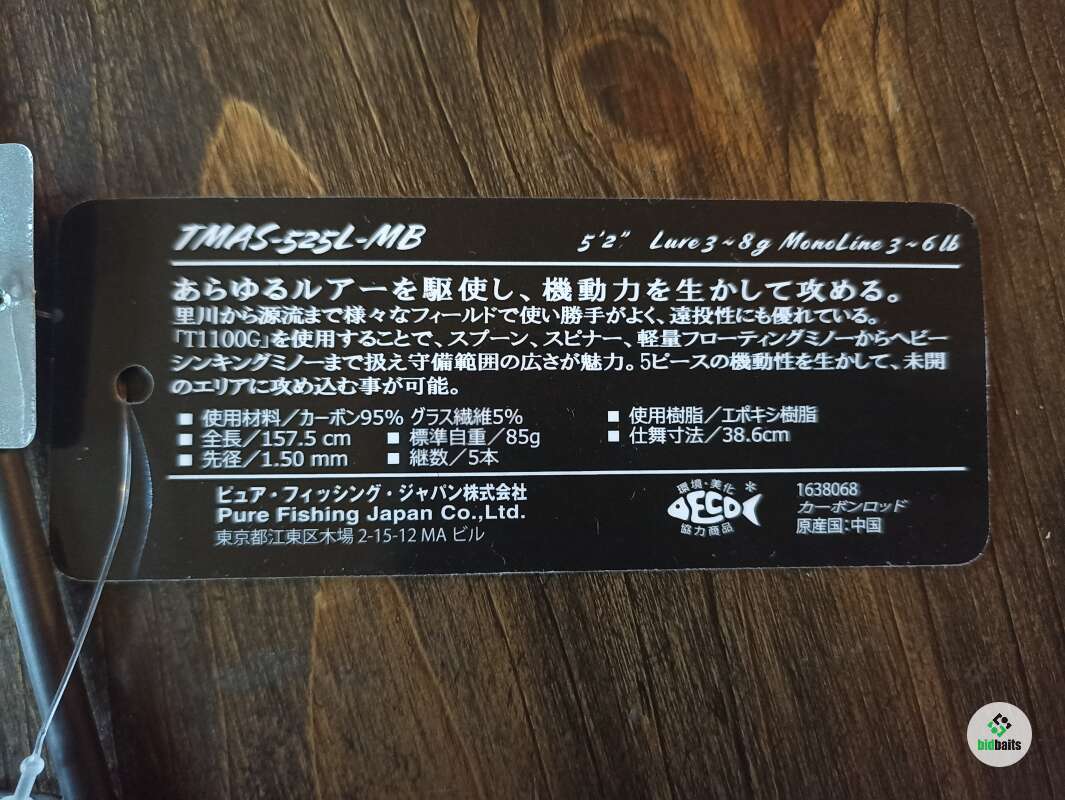 TMAS-525L-MB 5'2" Lure 3~8g MonoLine 3~6lb
あらゆるルアーを駆使し、機動力を生かして攻める。
里川から源流まで様々なフィールドで使い勝手がよく、遠投性にも優れている。
「T1100G」を使用することで、スプーン、スピナー、軽量フローティングミノーからヘビー
シンキングミノーまで扱え守備範囲の広さが魅力。5ピースの機動性を生かして、未開
のエリアに攻め込む事が可能。
■ 使用材料／カーボン95% グラス繊維5% ■ 使用樹脂／エポキシ樹脂
■ 全長／157.5 cm ■ 標準自重／85g ■ 仕舞寸法／38.6cm
■ 先径／1.50 mm ■ 継数／5本
ピュア・フィッシング・ジャパン株式会社
Pure Fishing Japan Co.,Ltd.
東京都江東区木場 2-15-12 MA ビル
環境・美化
ECO
協力商品
*
1638068
カーボンロッド
原産国:中国
bidbaits